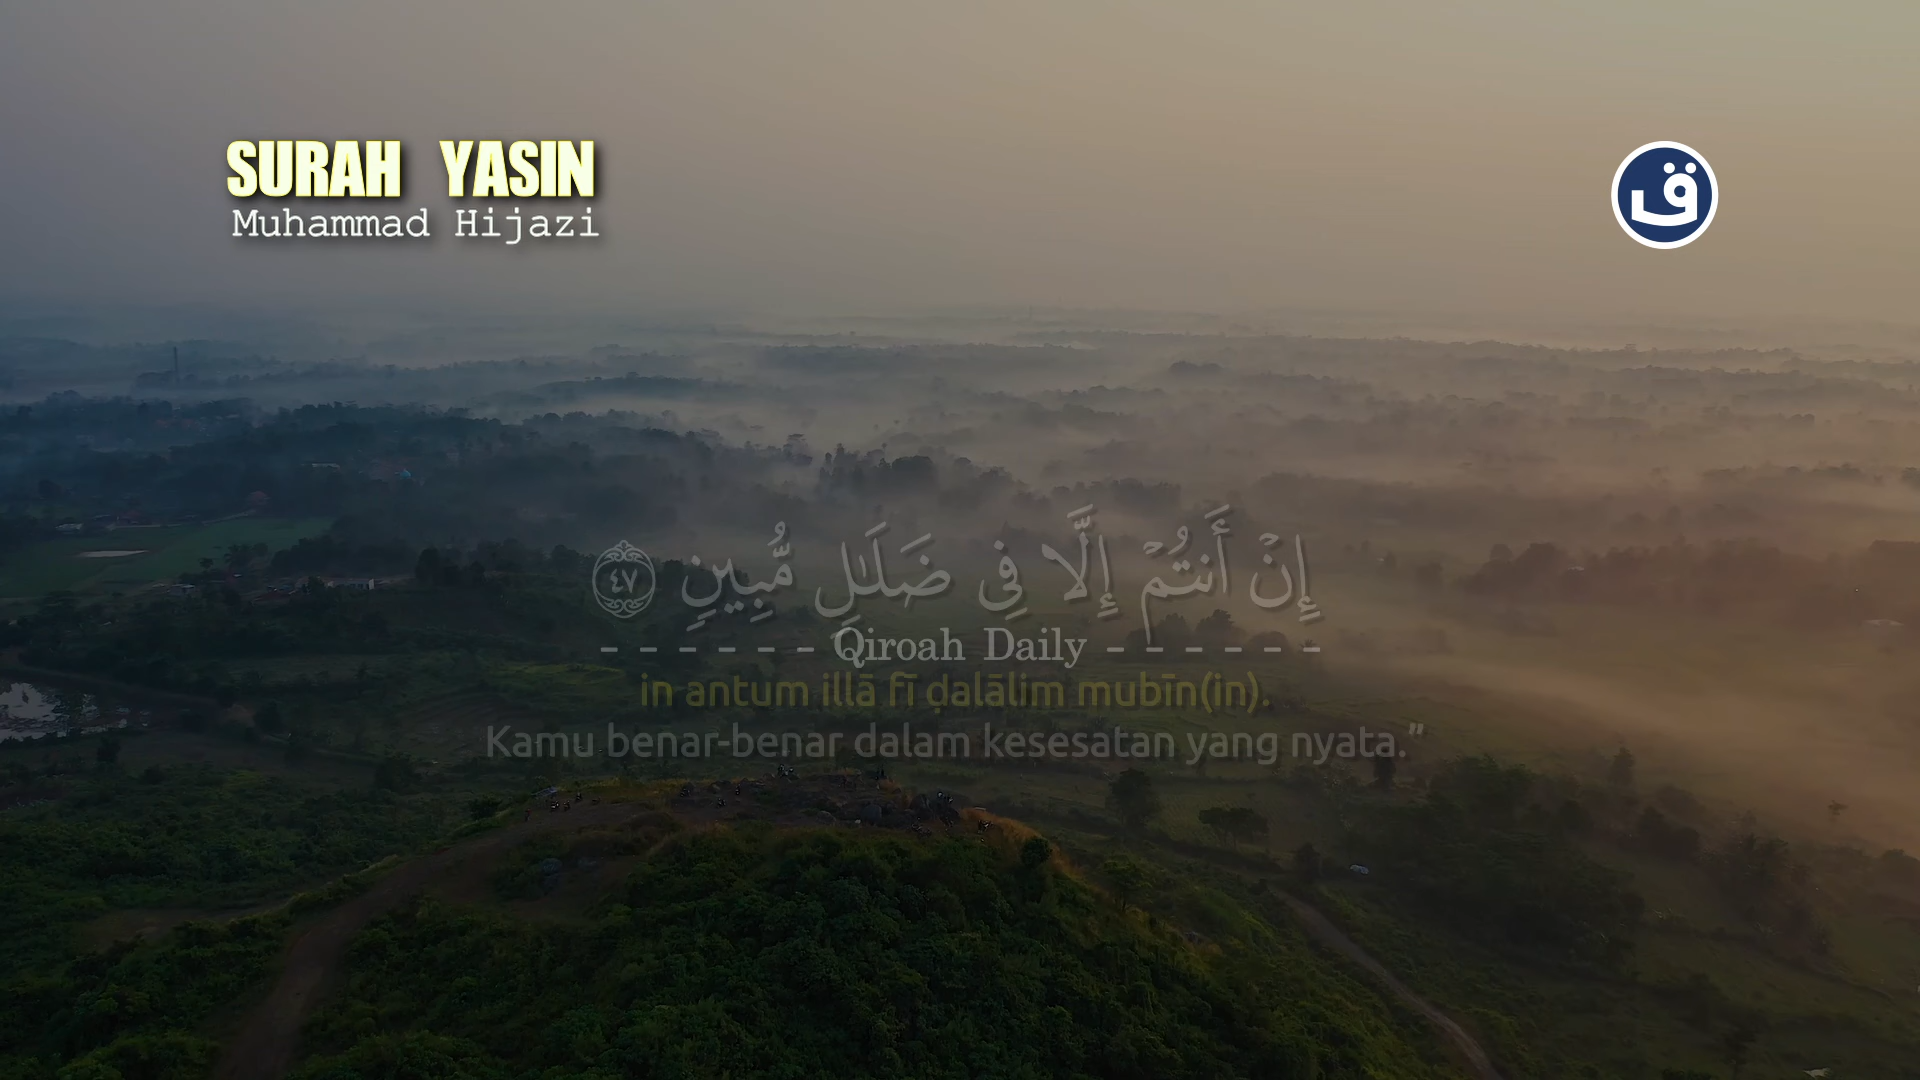 SURAH YASIN
Muhammad Hijazi
ق
إِنْ أَنتُمْ إِلَّا فِي ضَلَـٰلٍ مُّبِينٍ ٤٧
- - - - - - Qiroah Daily - - - - - -
in antum illā fī ḍalālim mubīn(in).
Kamu benar-benar dalam kesesatan yang nyata.”